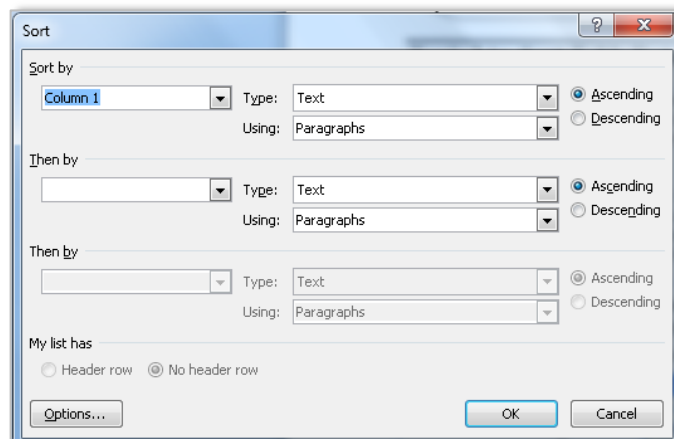 Sort
Sort by
Column 1 Type: Text Ascending
Using: Paragraphs Descending
Then by
Type: Text Ascending
Using: Paragraphs Descending
Then by
Type: Text Ascending
Using: Paragraphs Descending
My list has
Header row No header row
Options... OK Cancel